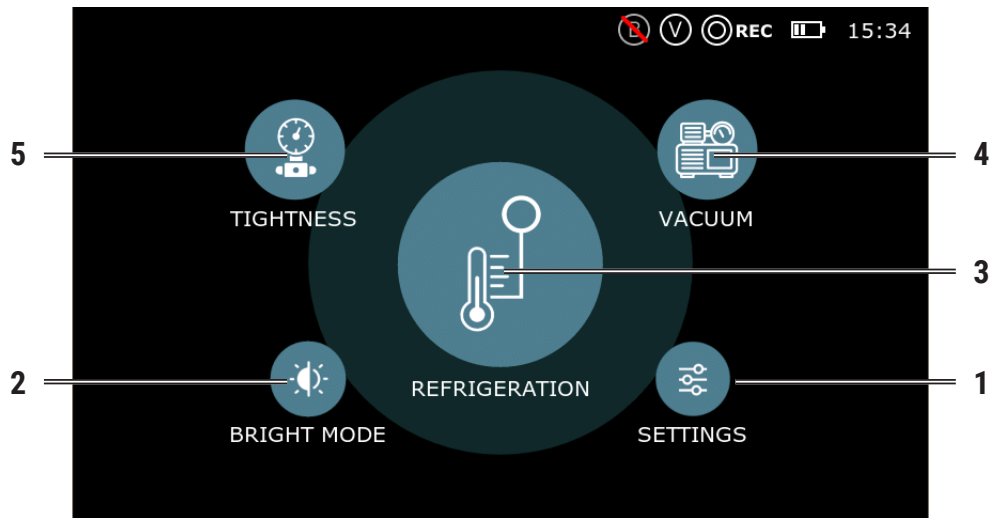 B V REC 15:34
5 4
TIGHTNESS VACUUM
3
REFRIGERATION
2 1
BRIGHT MODE SETTINGS